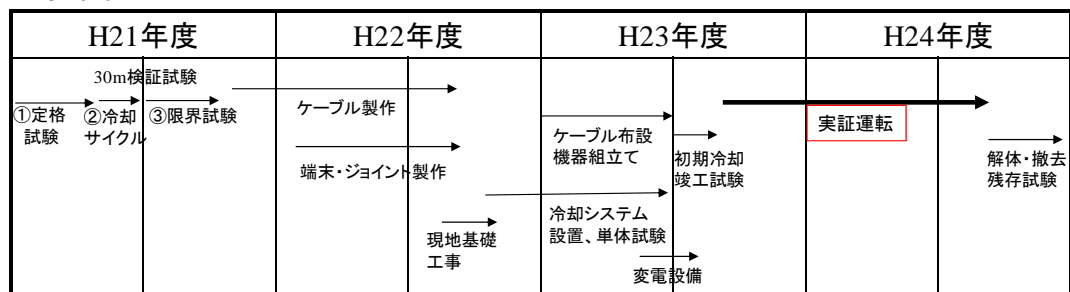 H21年度
H22年度
H23年度
H24年度
30m検証試験
①定格
試験
②冷却
サイクル
③限界試験
ケーブル製作
端末・ジョイント製作
現地基礎
工事
ケーブル布設
機器組立て
初期冷却
竣工試験
冷却システム
設置、単体試験
変電設備
実証運転
解体・撤去
残存試験